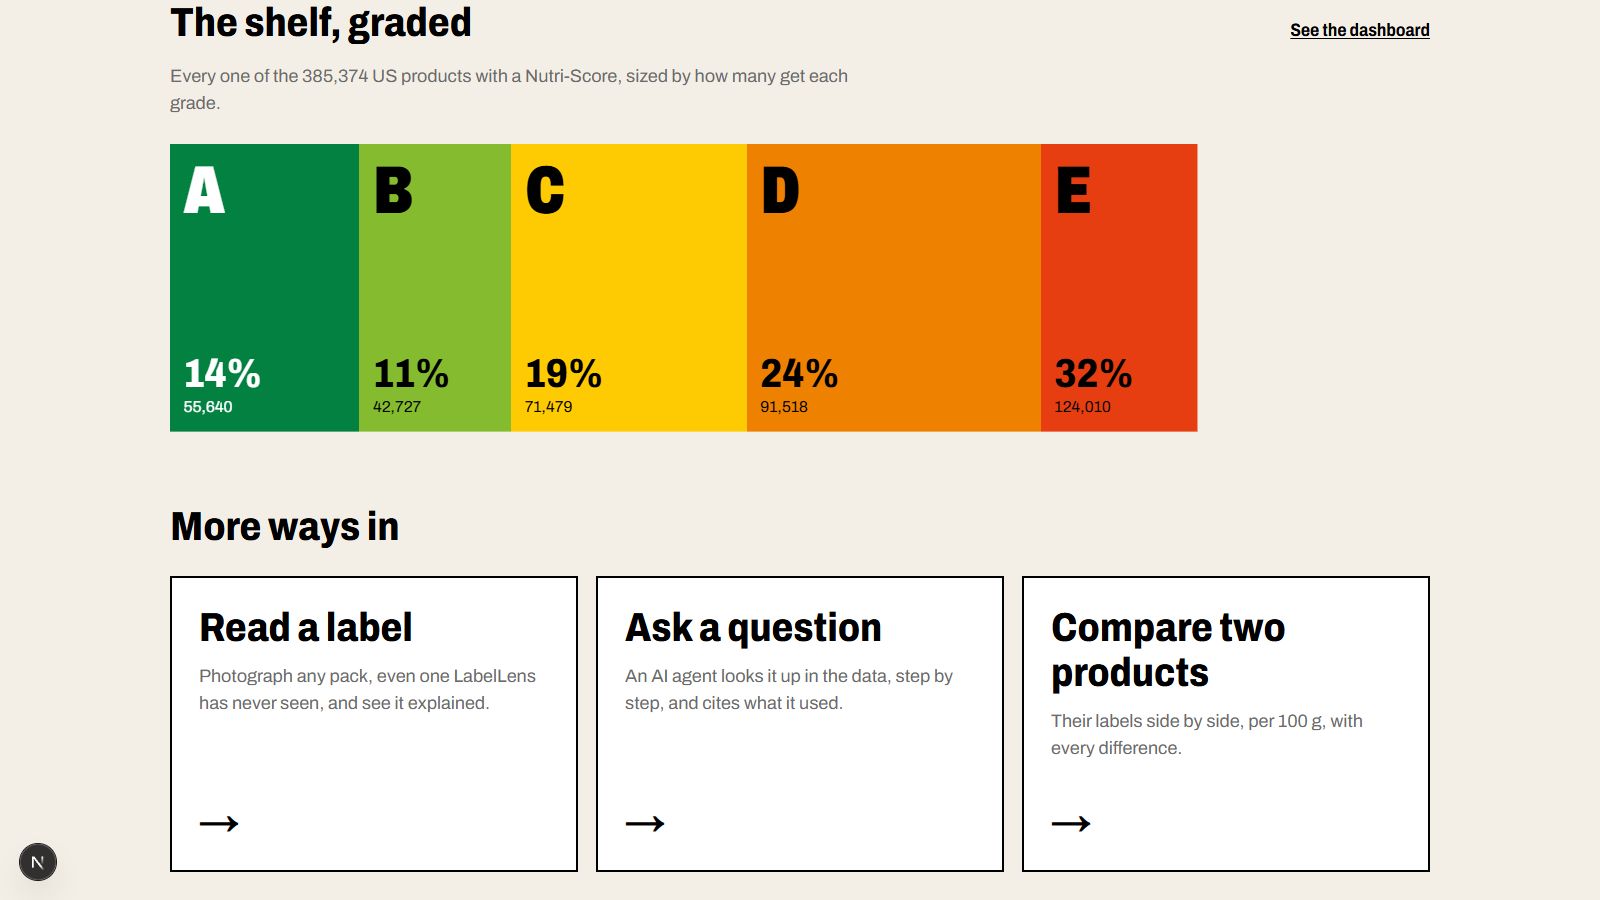 The shelf, graded
See the dashboard
Every one of the 385,374 US products with a Nutri-Score, sized by how many get each
grade.
A
B
C
D
E
14%
11%
19%
24%
32%
55,640
42,727
71,479
91,518
124,010
More ways in
Read a label
Photograph any pack, even one LabelLens
has never seen, and see it explained.
→
Ask a question
An AI agent looks it up in the data, step by
step, and cites what it used.
→
Compare two
products
Their labels side by side, per 100 g, with
every difference.
→
N